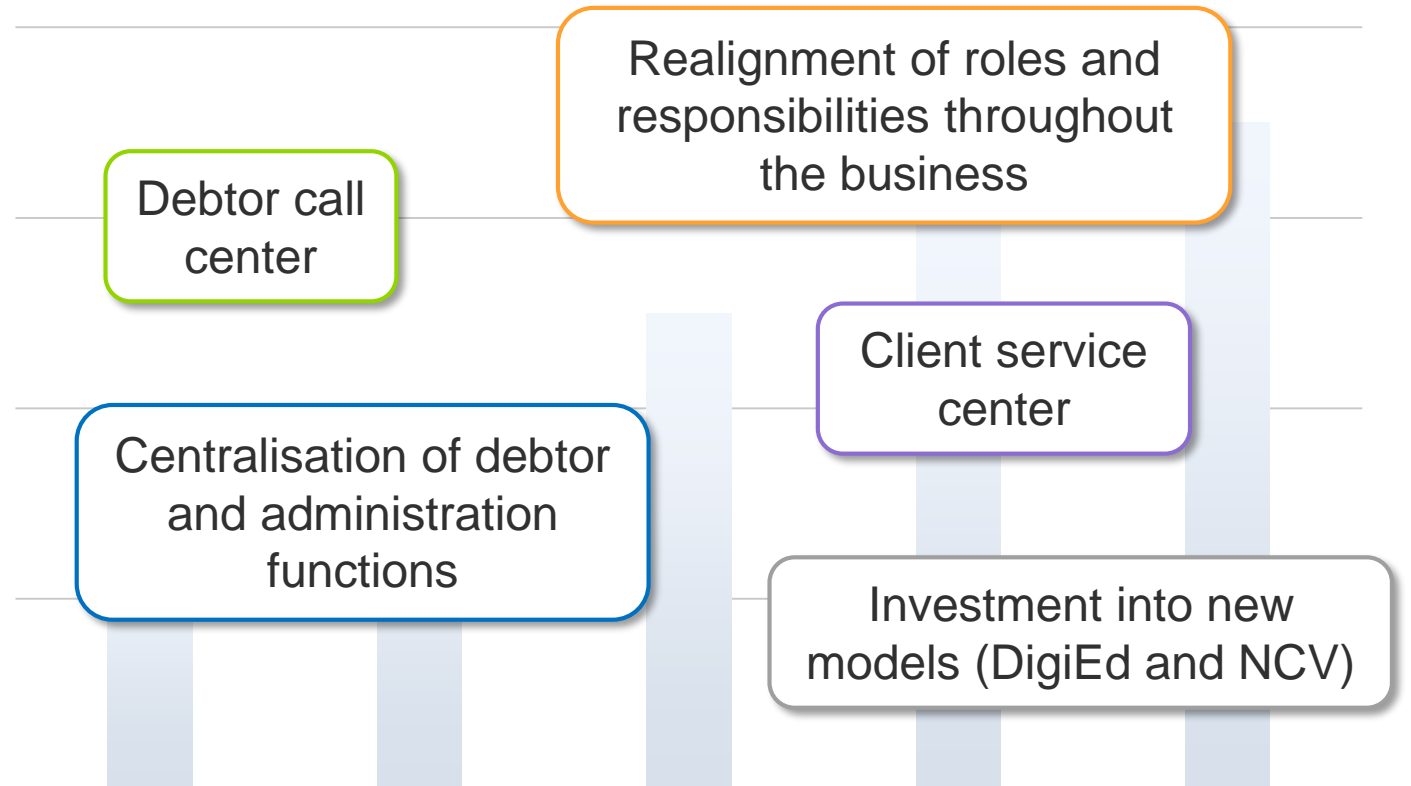 Realignment of roles and
responsibilities throughout
the business
Debtor call
center
Client service
center
Centralisation of debtor
and administration
functions
Investment into new
models (DigiEd and NCV)